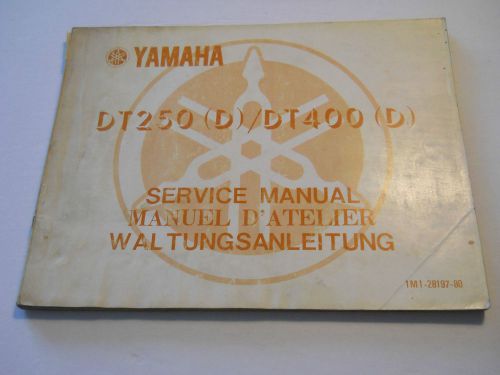 YAMAHA
DT250 (D)/DT400 (D)
SERVICE MANUAL
MANUEL D'ATELIER
WALTUNGSANLEITUNG
1M1-28197-80